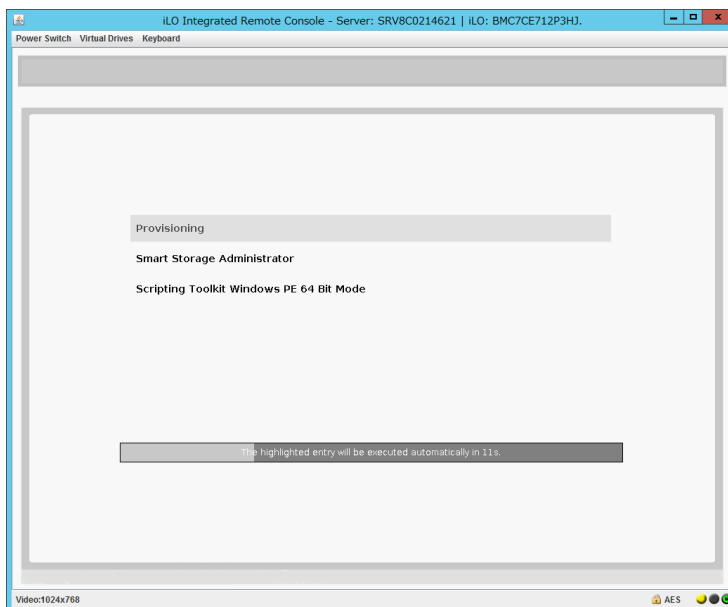 iLO Integrated Remote Console - Server: SRV8C0214621 | iLO: BMC7CE712P3HJ.
Power Switch Virtual Drives Keyboard
Provisioning
Smart Storage Administrator
Scripting Toolkit Windows PE 64 Bit Mode
The highlighted entry will be executed automatically in 11s.
Video:1024x768
AES